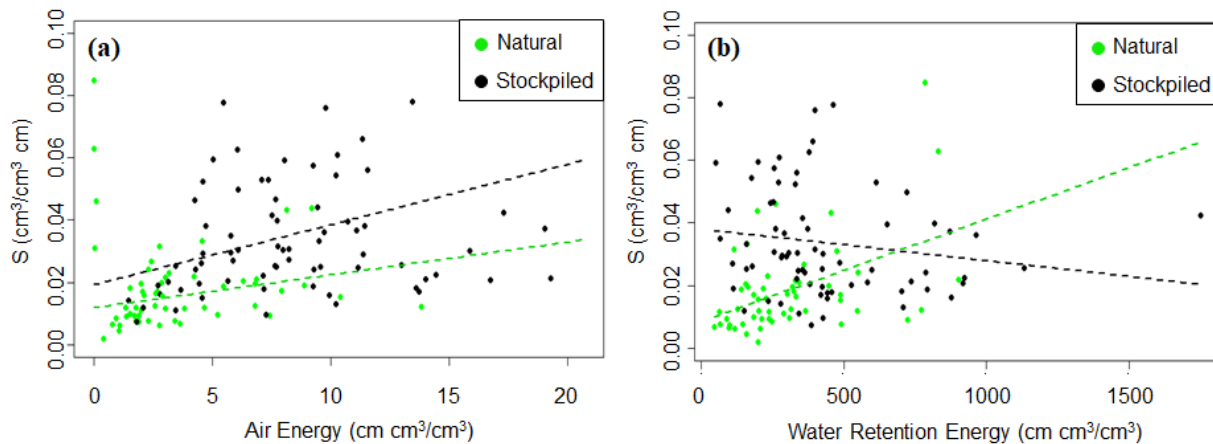 (a)
Natural
Stockpiled
S (cm³/cm³ cm)
0.00
0.02
0.04
0.06
0.08
0.10
0
5
10
15
20
Air Energy (cm cm³/cm³)
(b)
Natural
Stockpiled
S (cm³/cm³ cm)
0.00
0.02
0.04
0.06
0.08
0.10
0
500
1000
1500
Water Retention Energy (cm cm³/cm³)